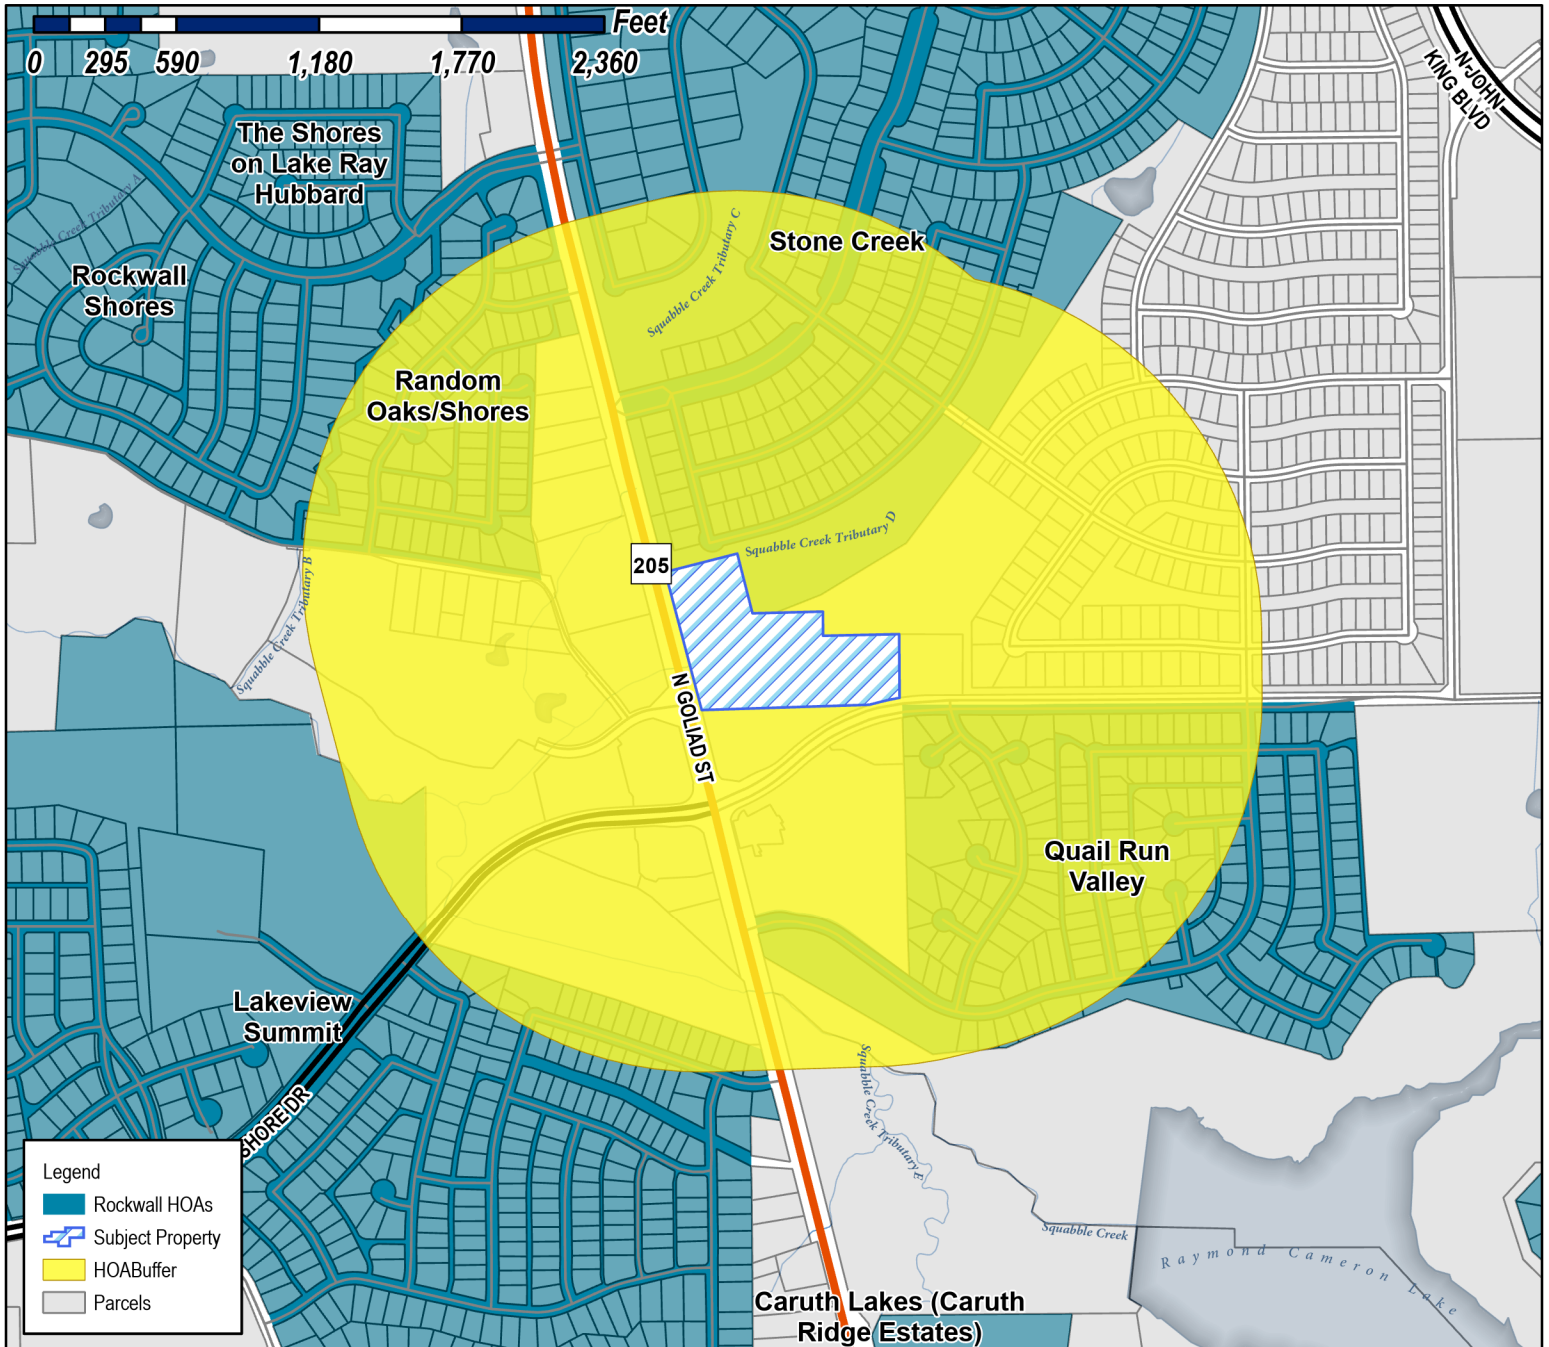 Feet
0 295 590 1,180 1,770 2,360
N JOHN
KING BLVD
The Shores
on Lake Ray
Hubbard
Squabble Creek Tributary A
Squabble Creek Tributary C
Stone Creek
Rockwall
Shores
Random
Oaks/Shores
Squabble Creek Tributary D
205
Squabble Creek Tributary B
N GOLIAD ST
Quail Run
Valley
Lakeview
Summit
SHORE DR
Squabble Creek Tributary E
Squabble Creek
Raymond Cameron Lake
Legend
Rockwall HOAs
Subject Property
HOABuffer
Parcels
Caruth Lakes (Caruth
Ridge Estates)